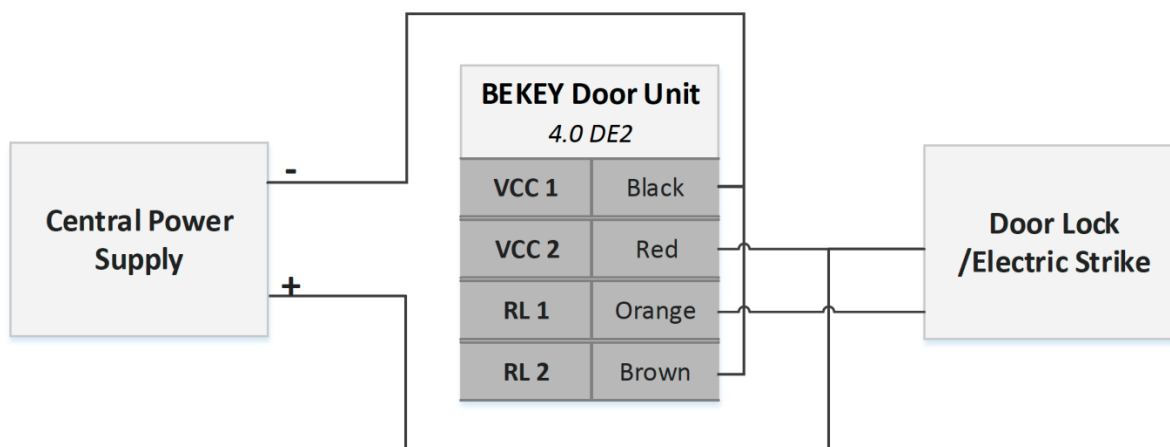 BEKEY Door Unit
4.0 DE2
-
Central Power
Supply
+
VCC 1 Black
VCC 2 Red
RL 1 Orange
RL 2 Brown
Door Lock
/Electric Strike